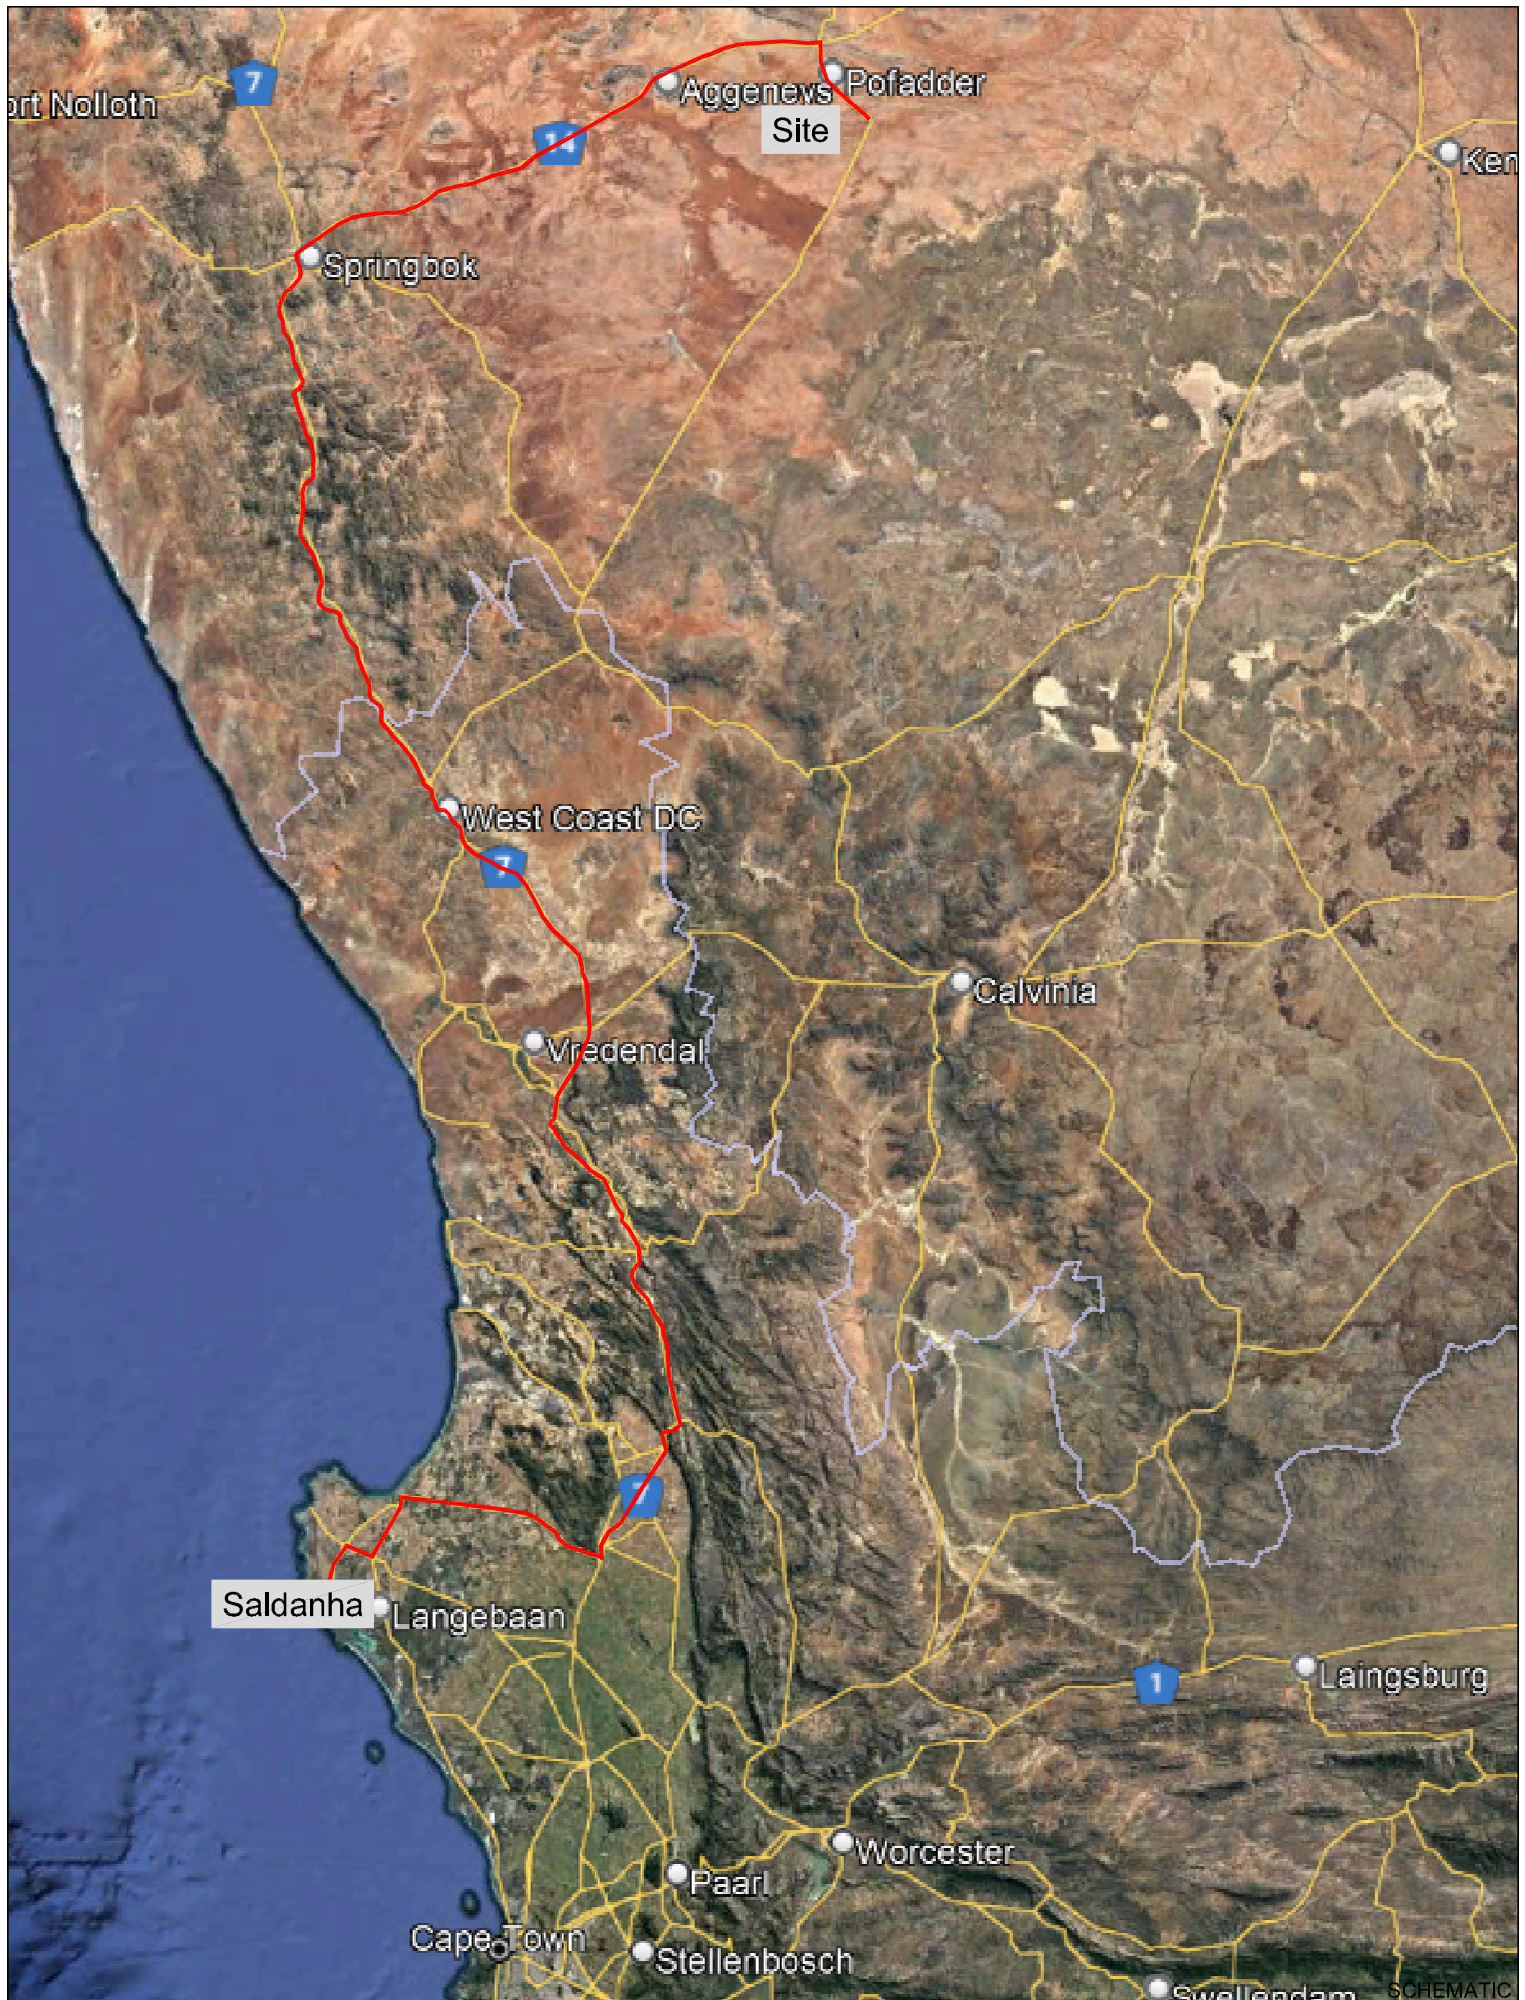 7
ort Nolloth
Aggeneys
Pofadder
Site
14
Ken
Springbok
West Coast DC
7
Calvinia
Vredendal
7
Saldanha
Langebaan
1
Laingsburg
Worcester
Paarl
Cape Town
Stellenbosch
Swellendam
SCHEMATIC